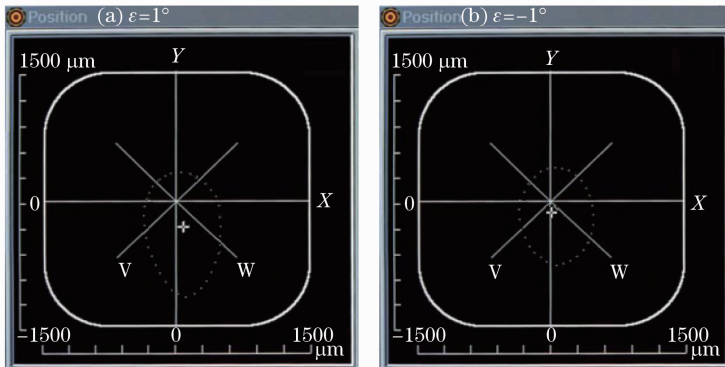 Position (a) ε=1°
1500 μm
Y
0
X
V
W
−1500
0
1500
μm
Position (b) ε=−1°
1500 μm
Y
0
X
V
W
−1500
0
1500
μm